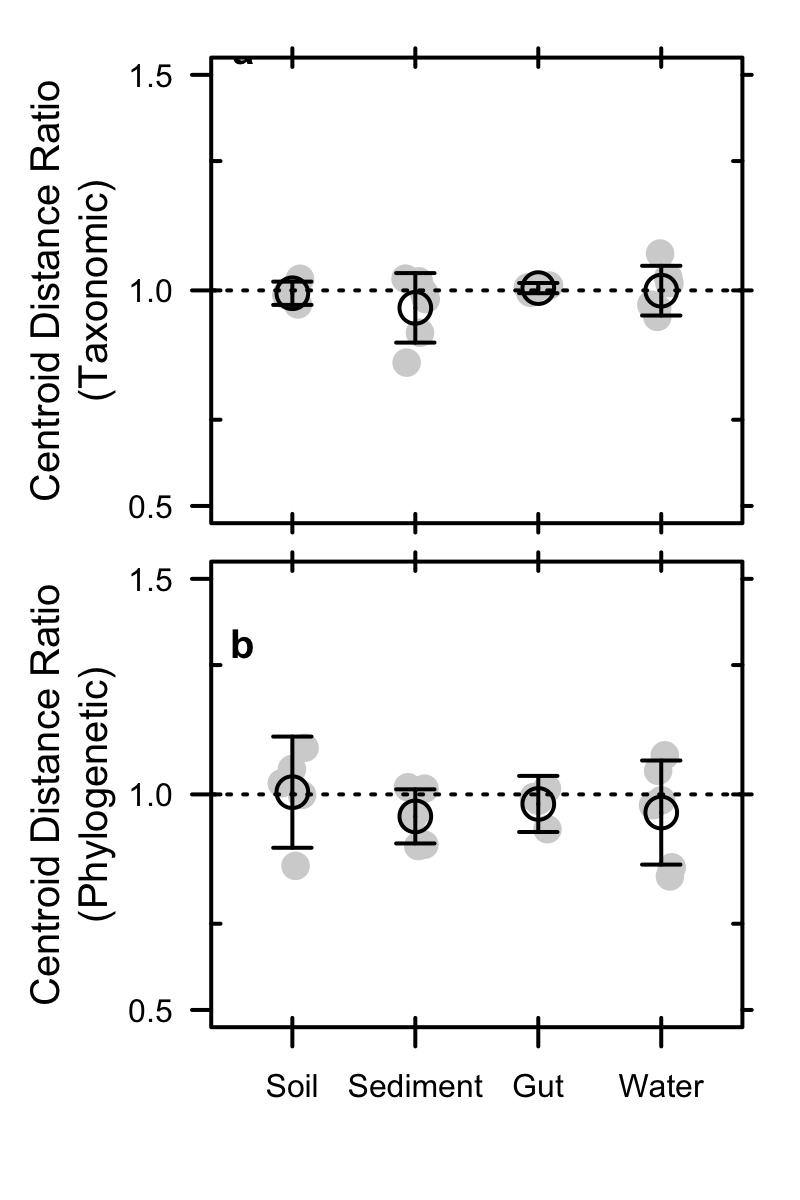 a
1.5
1.0
0.5
Centroid Distance Ratio
(Taxonomic)
b
1.5
1.0
0.5
Centroid Distance Ratio
(Phylogenetic)
Soil Sediment Gut Water